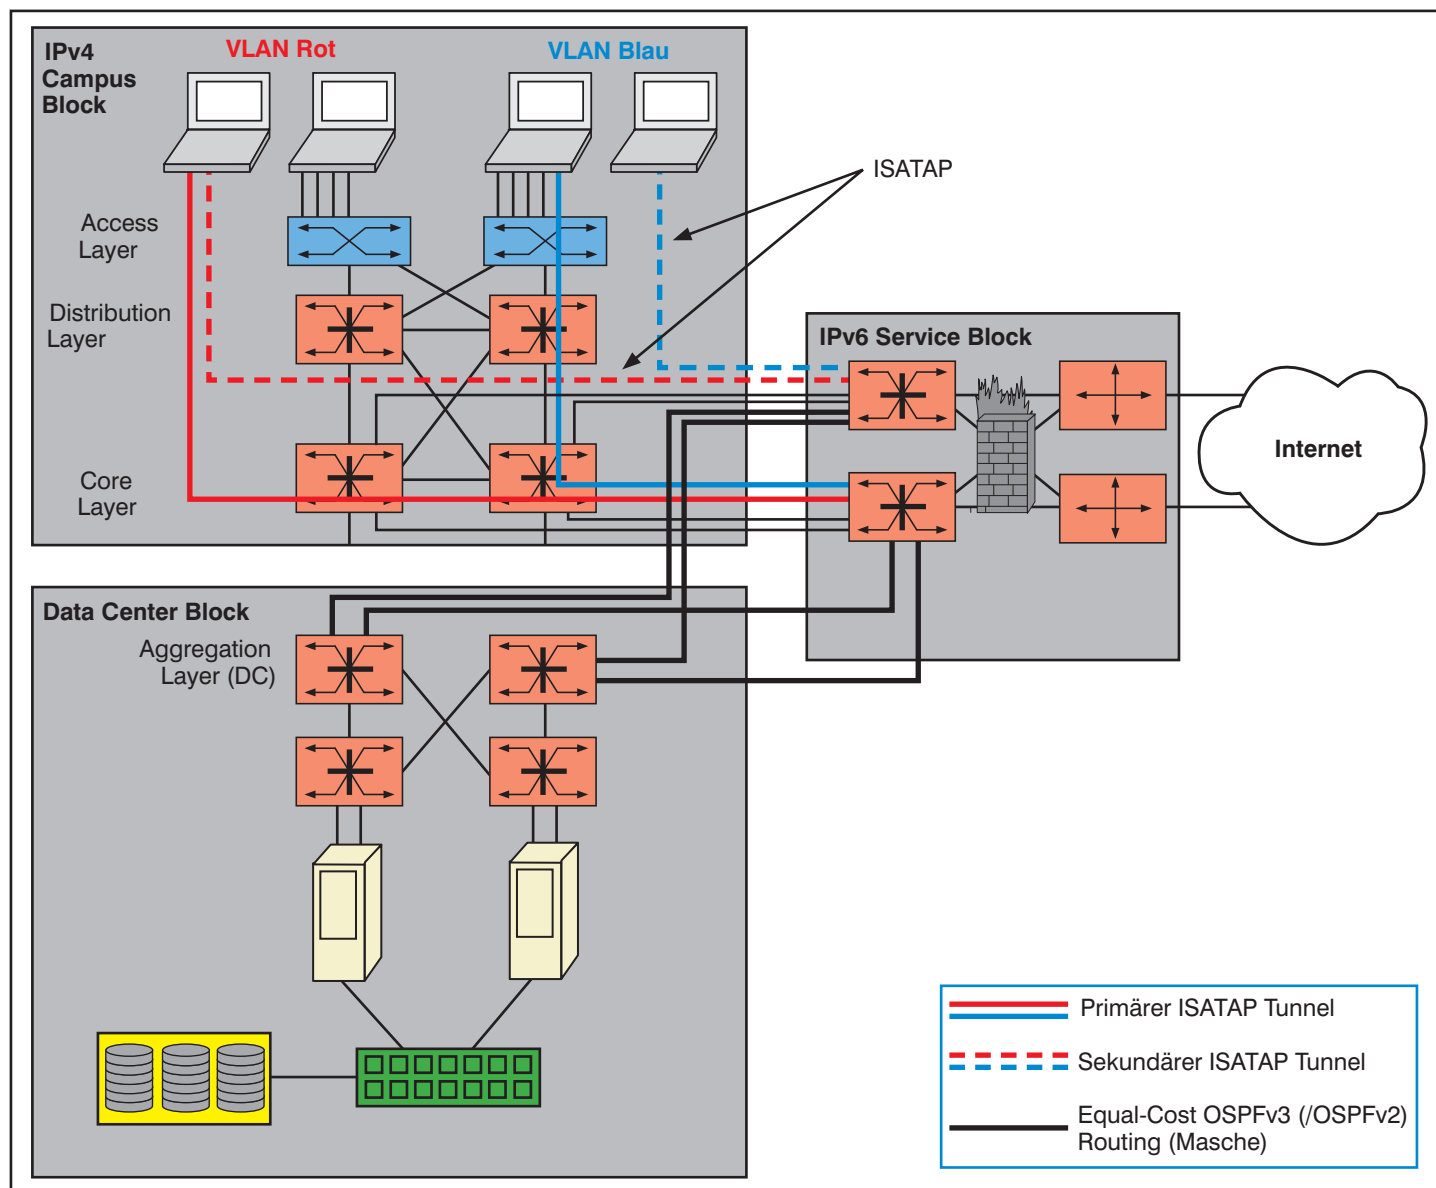 IPv4
Campus
Block
VLAN Rot
VLAN Blau
ISATAP
Access
Layer
Distribution
Layer
Core
Layer
IPv6 Service Block
Internet
Data Center Block
Aggregation
Layer (DC)
Primärer ISATAP Tunnel
Sekundärer ISATAP Tunnel
Equal-Cost OSPFv3 (/OSPFv2)
Routing (Masche)